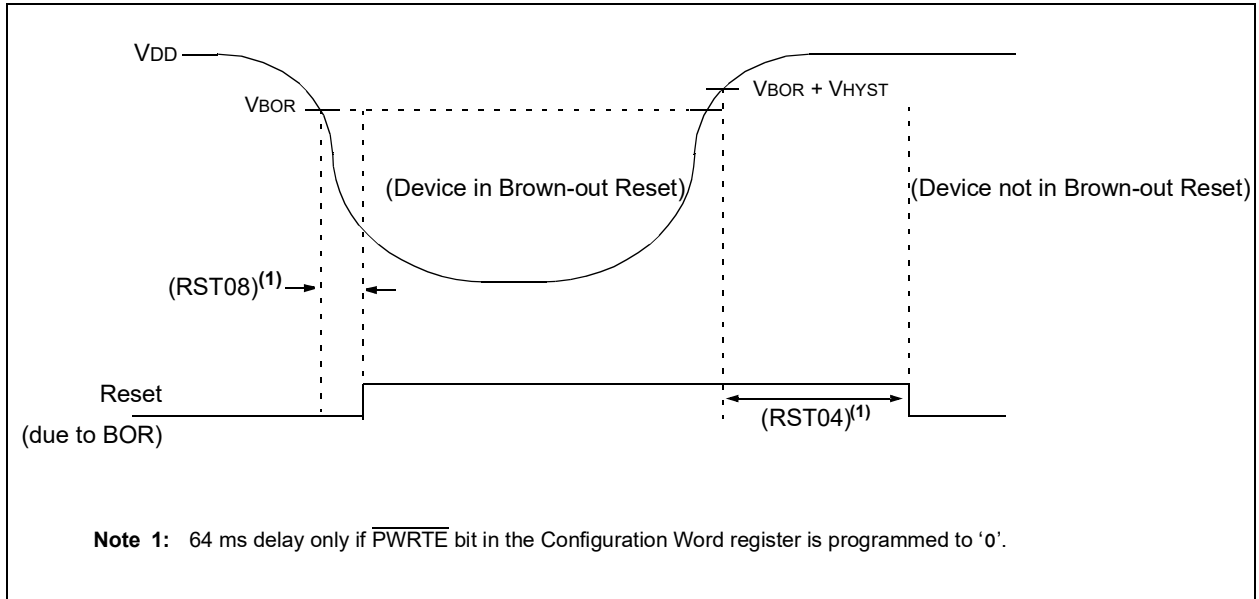 VDD
VBOR
VBOR + VHYST
(Device in Brown-out Reset)
(Device not in Brown-out Reset)
(RST08)(1)
Reset
(due to BOR)
(RST04)(1)
Note 1: 64 ms delay only if PWRTE bit in the Configuration Word register is programmed to ‘0’.